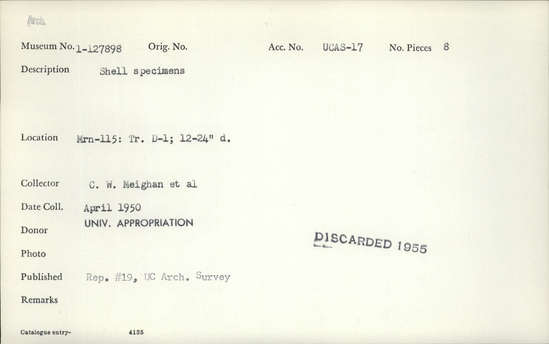 Arch.
Museum No. 1-127898 Orig. No. Acc. No. UCAS-17 No. Pieces 8
Description Shell specimens
Location Mrn-115: Tr. D-1; 12-24" d.
Collector C. W. Meighan et al
Date Coll. April 1950
Donor UNIV. APPROPRIATION
DISCARDED 1955
Photo
Published Rep. #19, UC Arch. Survey
Remarks
Catalogue entry- 4135